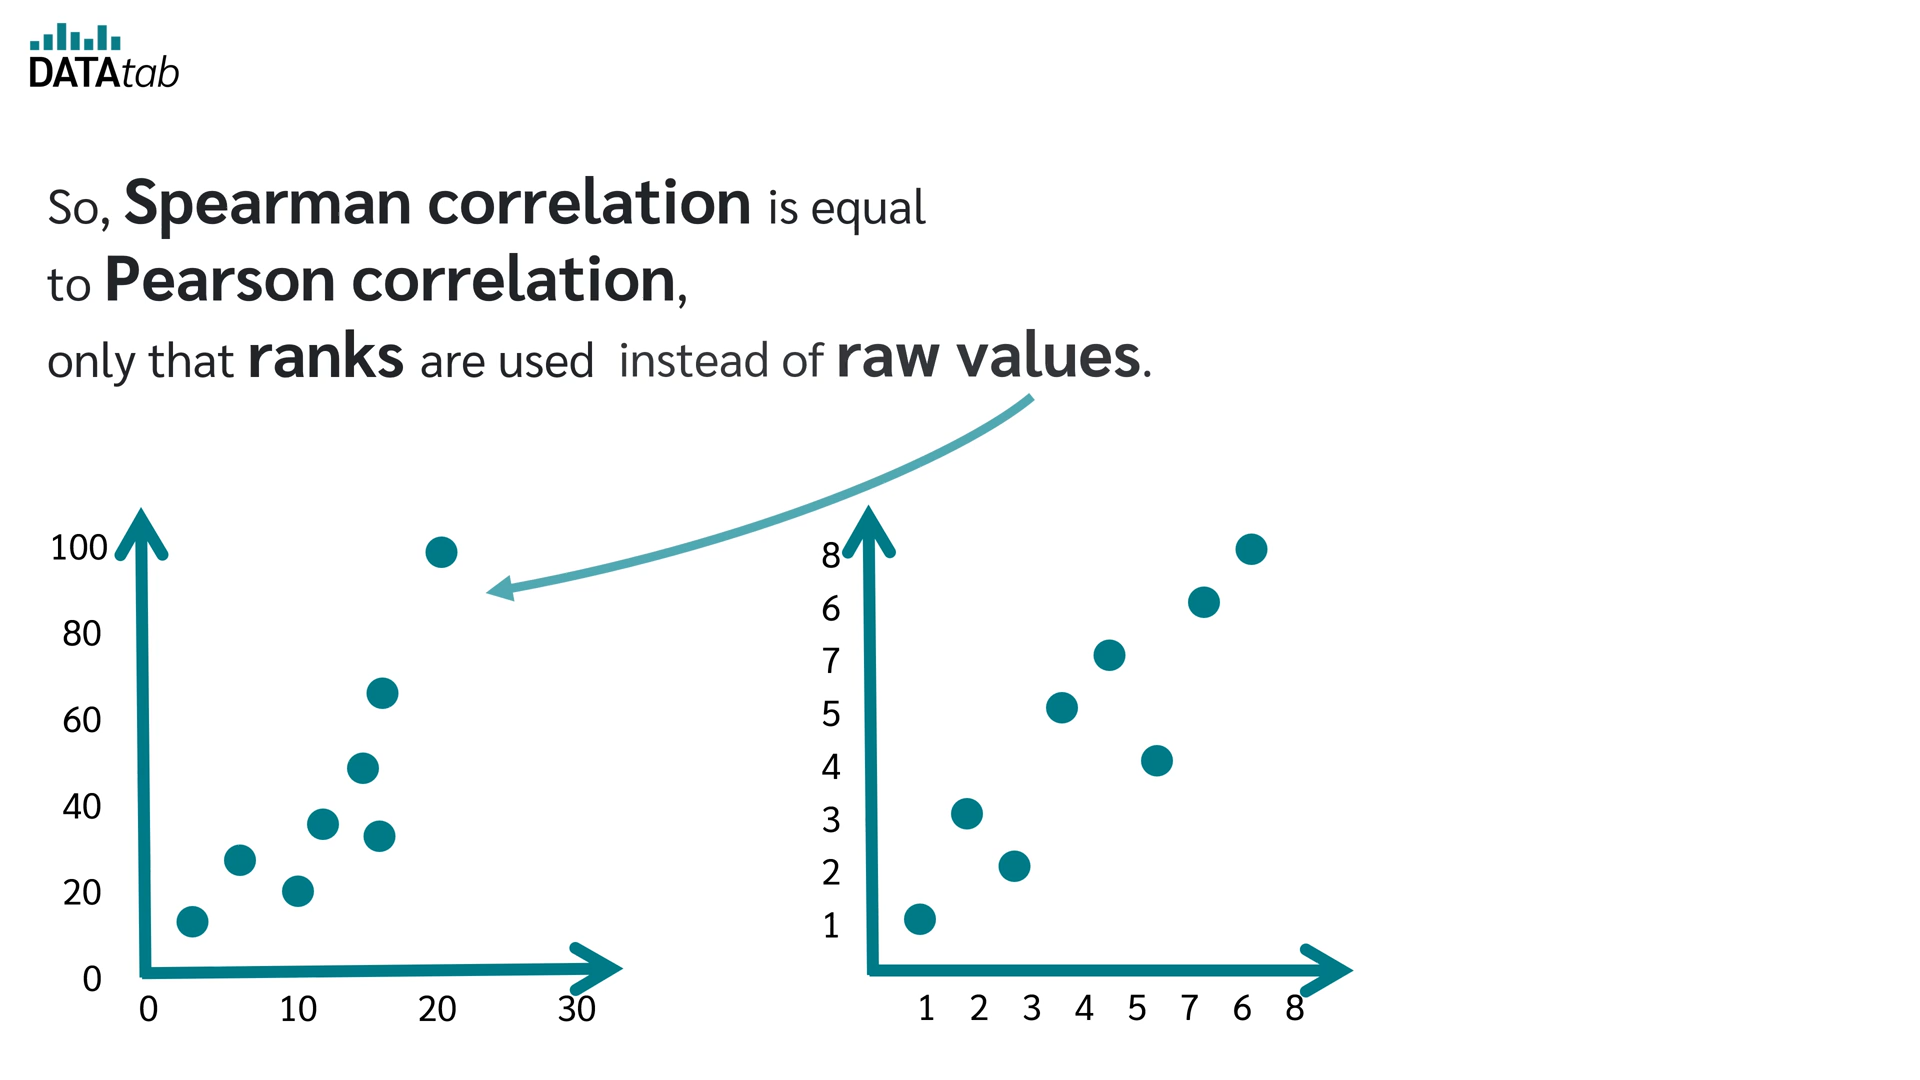 DATAtab
So, Spearman correlation is equal
to Pearson correlation,
only that ranks are used instead of raw values.
100
80
60
40
20
0
0 10 20 30
8
6
7
5
4
3
2
1
1 2 3 4 5 7 6 8